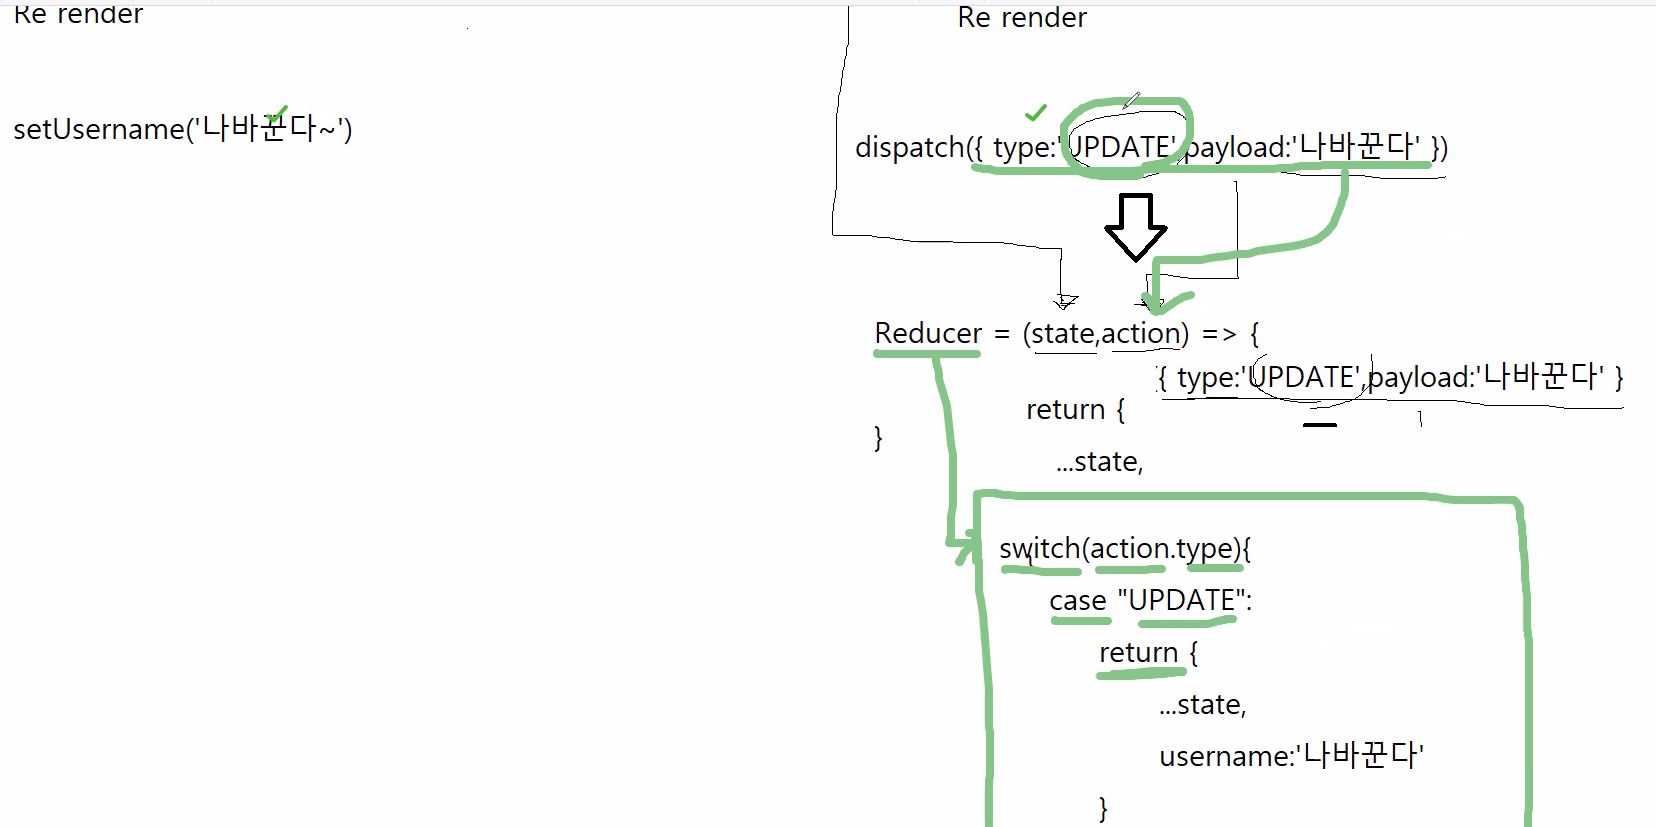 Re render
setUsername('나바꾼다~')
Re render
dispatch({ type:'UPDATE',payload:'나바꾼다' })
Reducer = (state,action) => {
{ type:'UPDATE',payload:'나바꾼다' }
return {
}
...state,
switch(action.type){
case "UPDATE":
return {
...state,
username:'나바꾼다'
}